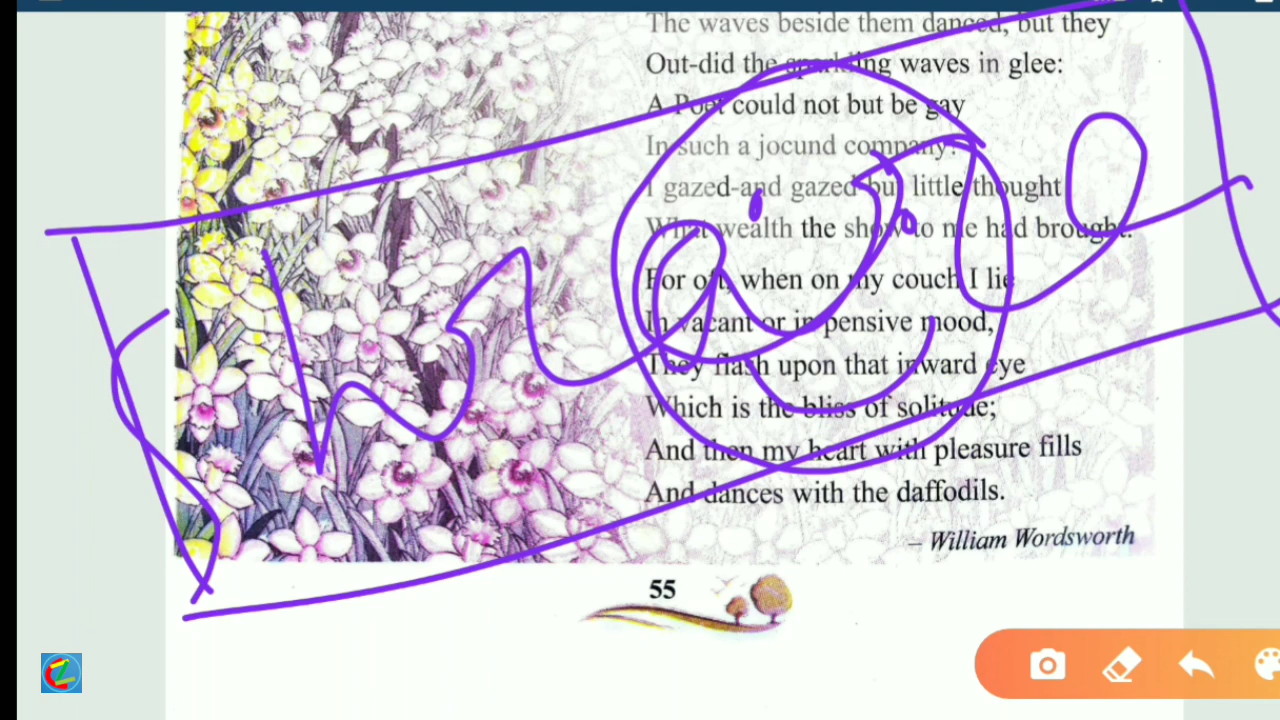 The waves beside them danced, but they
Out-did the sparkling waves in glee:
A Poet could not but be gay
In such a jocund company!
I gazed-and gazed-but little thought
What wealth the show to me had brought.
For oft, when on my couch I lie
In vacant or in pensive mood,
They flash upon that inward eye
Which is the bliss of solitude;
And then my heart with pleasure fills
And dances with the daffodils.
– William Wordsworth
55